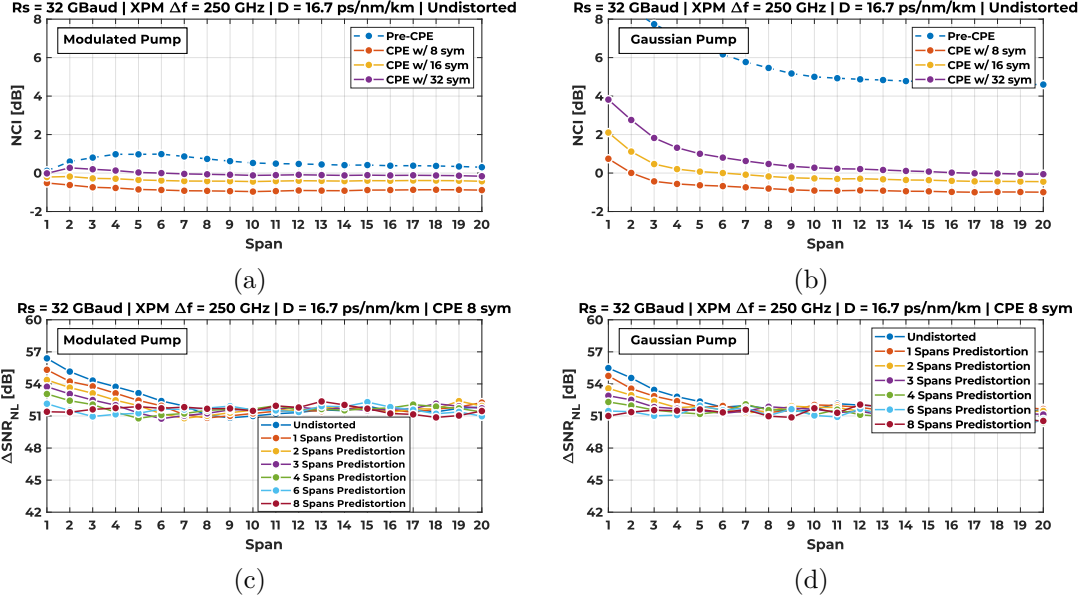 Rs = 32 GBaud | XPM Δf = 250 GHz | D = 16.7 ps/nm/km | Undistorted
Modulated Pump
Pre-CPE
CPE w/ 8 sym
CPE w/ 16 sym
CPE w/ 32 sym
8
6
4
2
0
-2
NCI [dB]
1 2 3 4 5 6 7 8 9 10 11 12 13 14 15 16 17 18 19 20
Span
(a)
Rs = 32 GBaud | XPM Δf = 250 GHz | D = 16.7 ps/nm/km | Undistorted
Gaussian Pump
Pre-CPE
CPE w/ 8 sym
CPE w/ 16 sym
CPE w/ 32 sym
8
6
4
2
0
-2
NCI [dB]
1 2 3 4 5 6 7 8 9 10 11 12 13 14 15 16 17 18 19 20
Span
(b)
Rs = 32 GBaud | XPM Δf = 250 GHz | D = 16.7 ps/nm/km | CPE 8 sym
Modulated Pump
60
57
54
51
48
45
42
ΔSNR_NL [dB]
Undistorted
1 Spans Predistortion
2 Spans Predistortion
3 Spans Predistortion
4 Spans Predistortion
6 Spans Predistortion
8 Spans Predistortion
1 2 3 4 5 6 7 8 9 10 11 12 13 14 15 16 17 18 19 20
Span
(c)
Rs = 32 GBaud | XPM Δf = 250 GHz | D = 16.7 ps/nm/km | CPE 8 sym
Gaussian Pump
Undistorted
1 Spans Predistortion
2 Spans Predistortion
3 Spans Predistortion
4 Spans Predistortion
6 Spans Predistortion
8 Spans Predistortion
60
57
54
51
48
45
42
ΔSNR_NL [dB]
1 2 3 4 5 6 7 8 9 10 11 12 13 14 15 16 17 18 19 20
Span
(d)